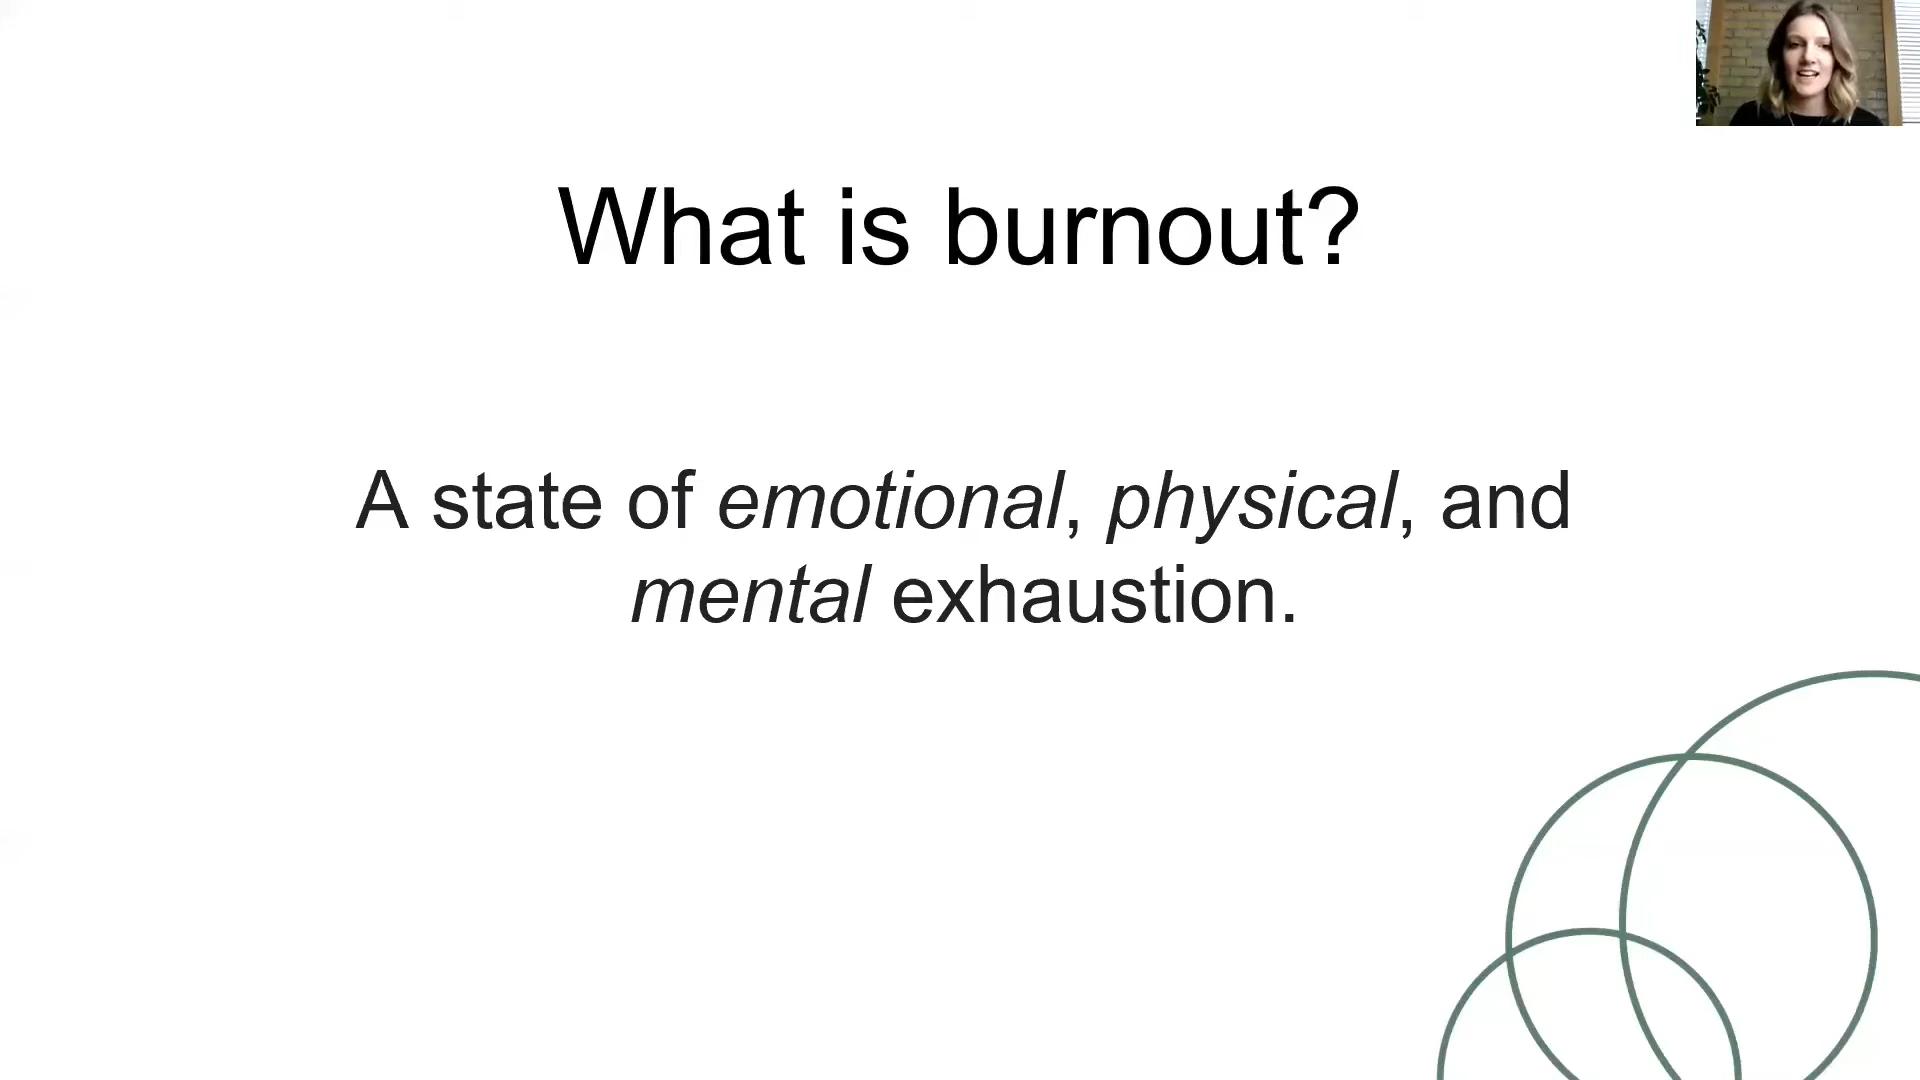 What is burnout?
A state of emotional, physical, and
mental exhaustion.